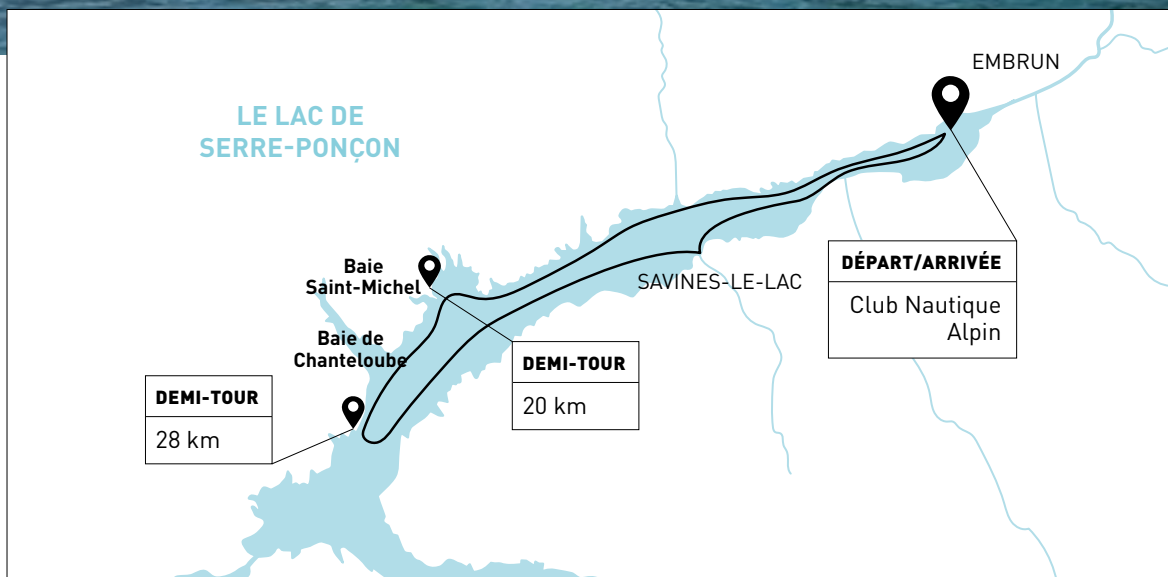 LE LAC DE
SERRE-PONÇON
EMBRUN
DÉPART/ARRIVÉE
Club Nautique
Alpin
SAVINES-LE-LAC
Baie
Saint-Michel
Baie de
Chanteloube
DEMI-TOUR
20 km
DEMI-TOUR
28 km